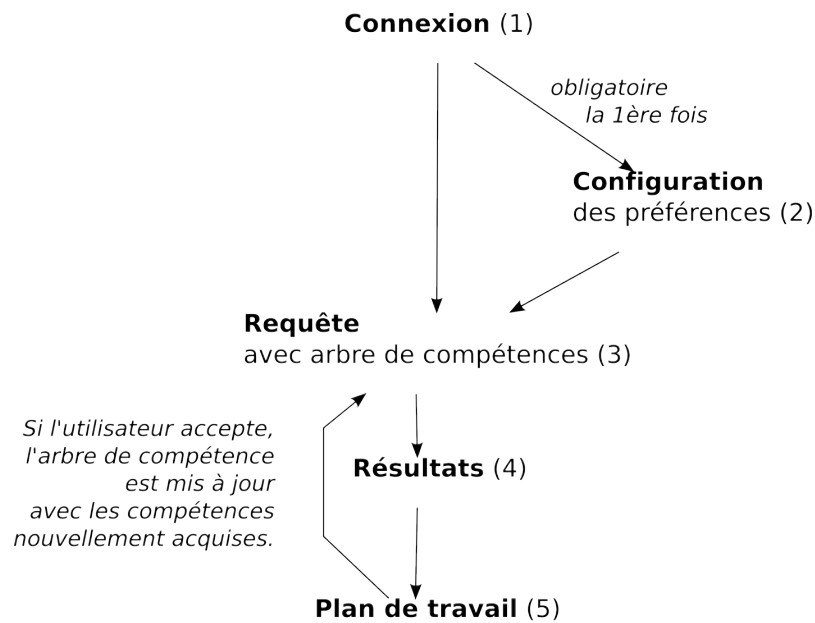 Connexion (1)
obligatoire
la 1ère fois
Configuration
des préférences (2)
Requête
avec arbre de compétences (3)
Si l'utilisateur accepte,
l'arbre de compétence
est mis à jour
avec les compétences
nouvellement acquises.
Résultats (4)
Plan de travail (5)